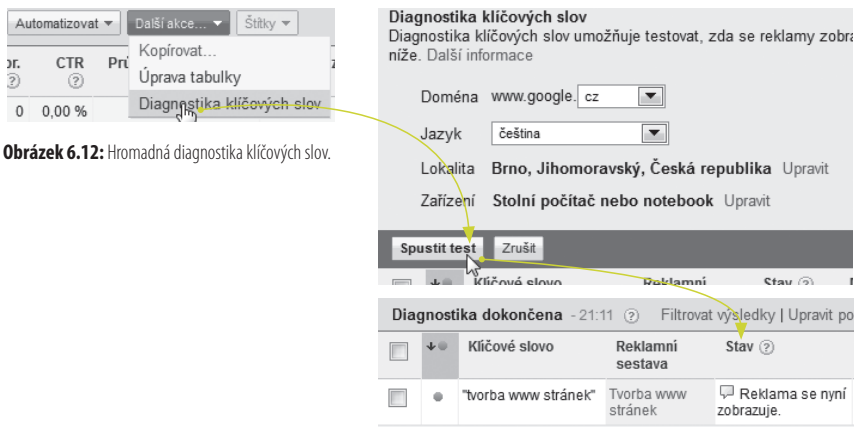 Automatizovat Další akce... Štítky
Kopírovat...
Úprava tabulky
Diagnostika klíčových slov
CTR
0 0,00 %
Obrázek 6.12: Hromadná diagnostika klíčových slov.
Diagnostika klíčových slov
Diagnostika klíčových slov umožňuje testovat, zda se reklamy
níže. Další informace
Doména www.google. cz
Jazyk čeština
Lokalita Brno, Jihomoravský, Česká republika Upravit
Zařízení Stolní počítač nebo notebook Upravit
Spustit test Zrušit
Klíčové slovo Reklamní Stav
Diagnostika dokončena - 21:11 Filtrovat výsledky | Upravit
Klíčové slovo Reklamní Stav
sestava
"tvorba www stránek" Tvorba www Reklama se nyní
stránek zobrazuje.